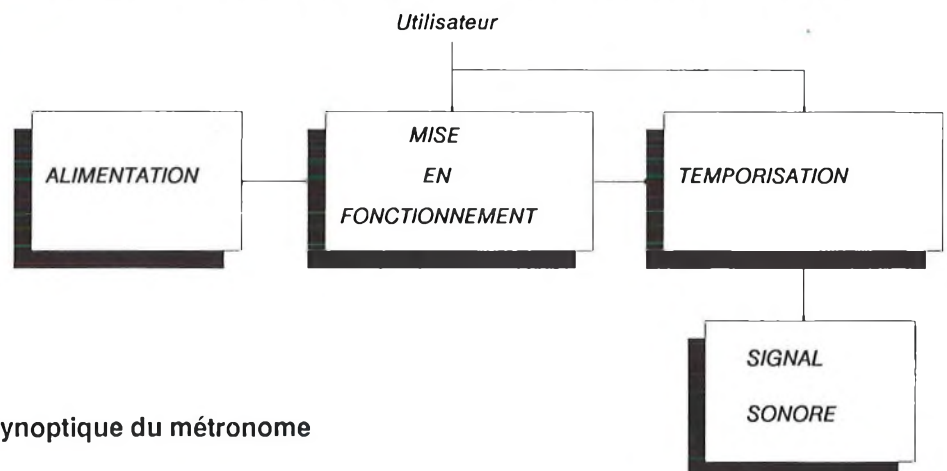 Utilisateur
ALIMENTATION
MISE
EN
FONCTIONNEMENT
TEMPORISATION
SIGNAL
SONORE
ynoptique du métronome